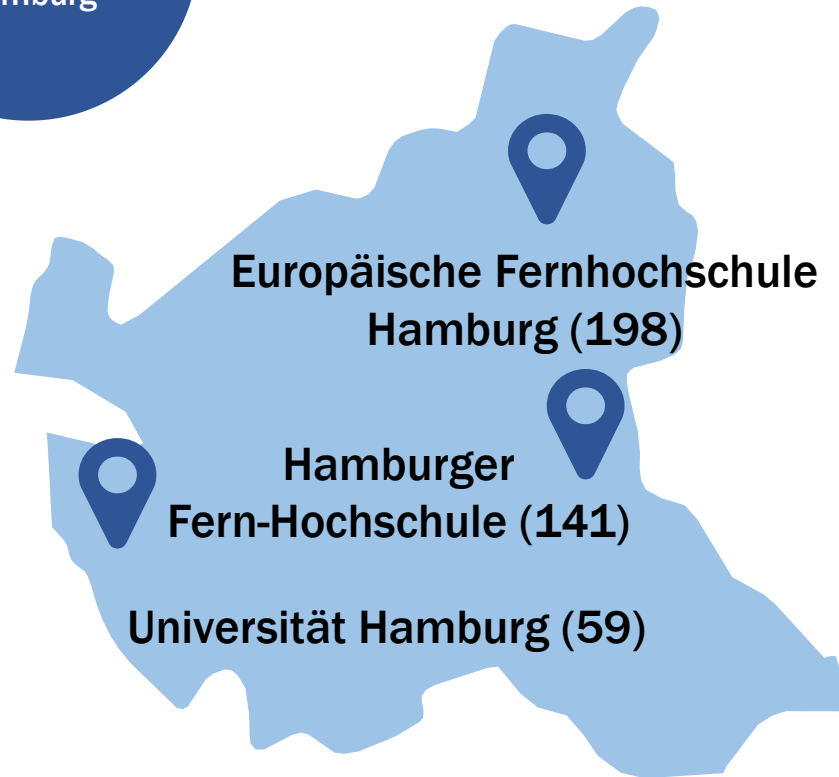 Europäische Fernhochschule
Hamburg (198)
Hamburger
Fern-Hochschule (141)
Universität Hamburg (59)